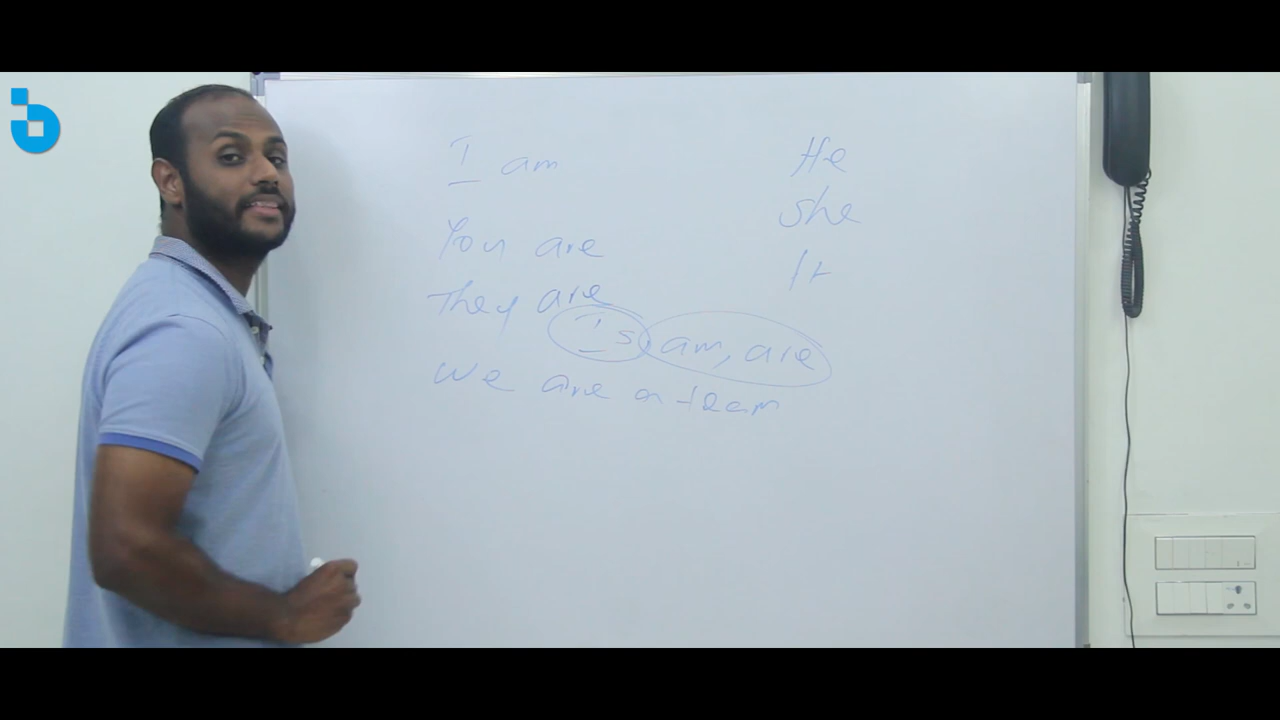 I am
You are
They are
Is, am, are
We are a team
He
She
It